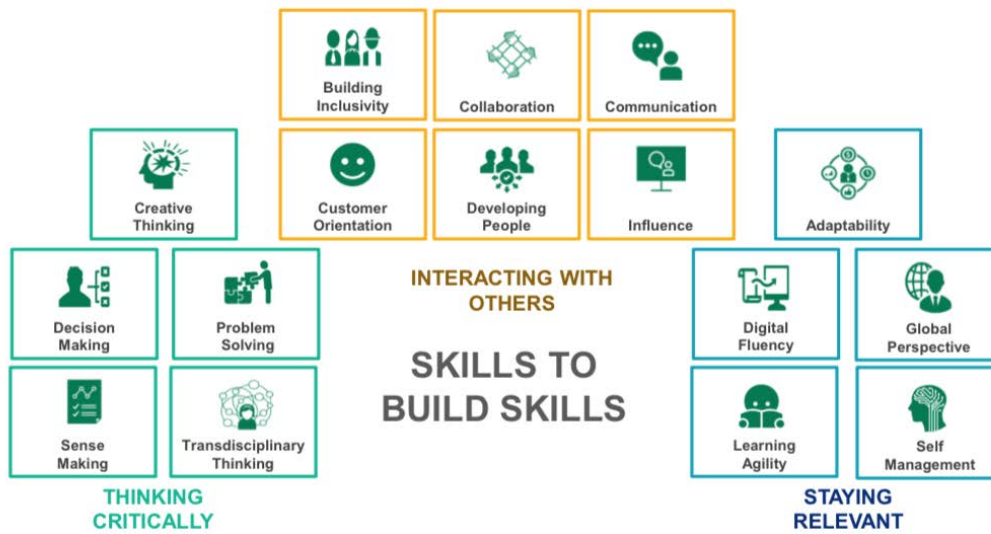 Building
Inclusivity
Collaboration
Communication
Creative
Thinking
Customer
Orientation
Developing
People
Influence
Adaptability
INTERACTING WITH
OTHERS
Decision
Making
Problem
Solving
Digital
Fluency
Global
Perspective
SKILLS TO
BUILD SKILLS
Sense
Making
Transdisciplinary
Thinking
Learning
Agility
Self
Management
THINKING
CRITICALLY
STAYING
RELEVANT